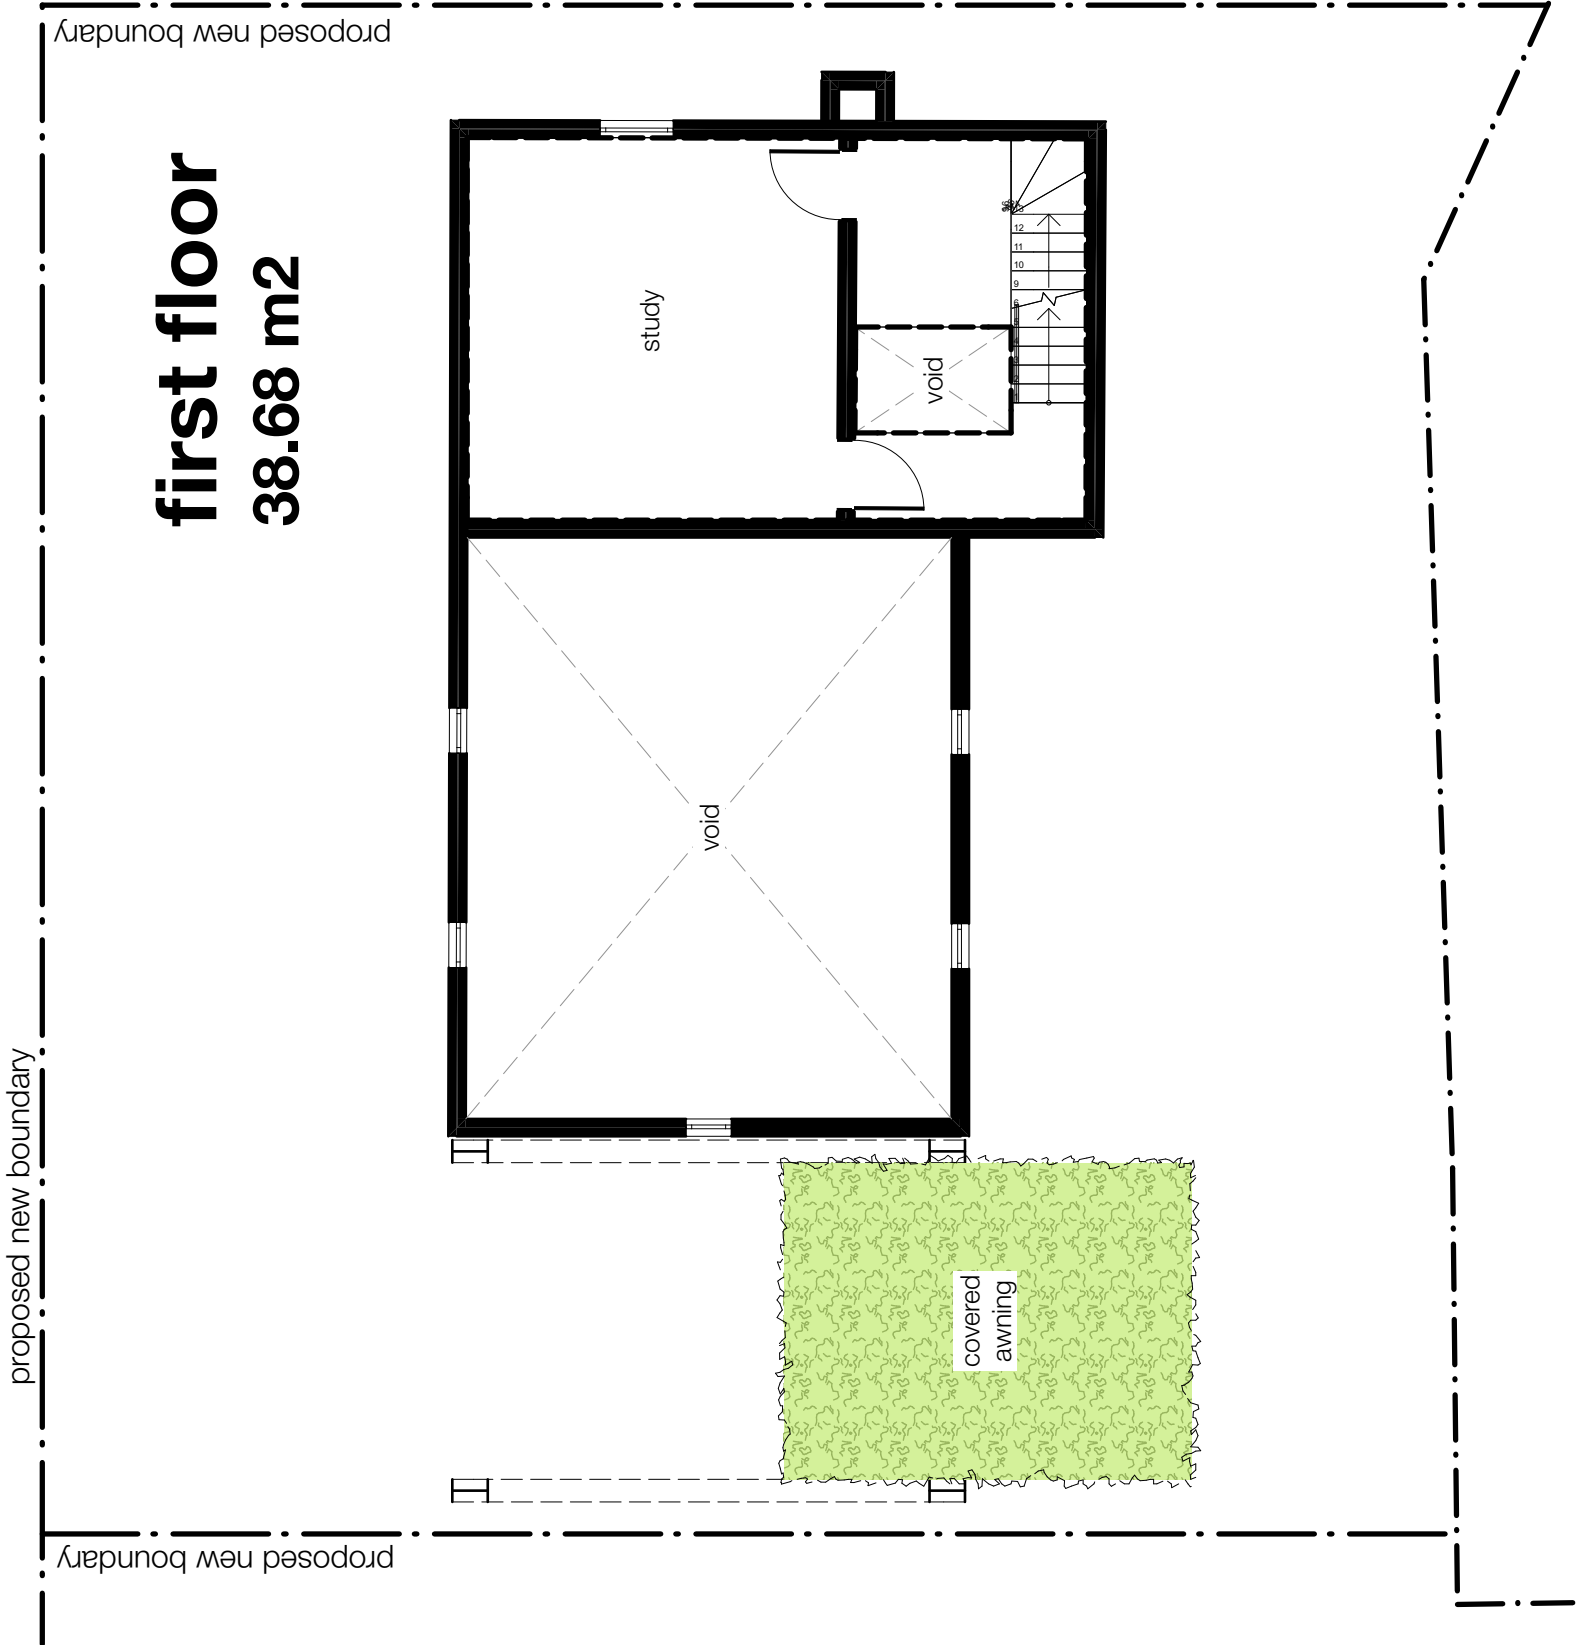 proposed new boundary
first floor
38.68 m2
study
void
12
11
10
9
void
proposed new boundary
covered
awning
proposed new boundary